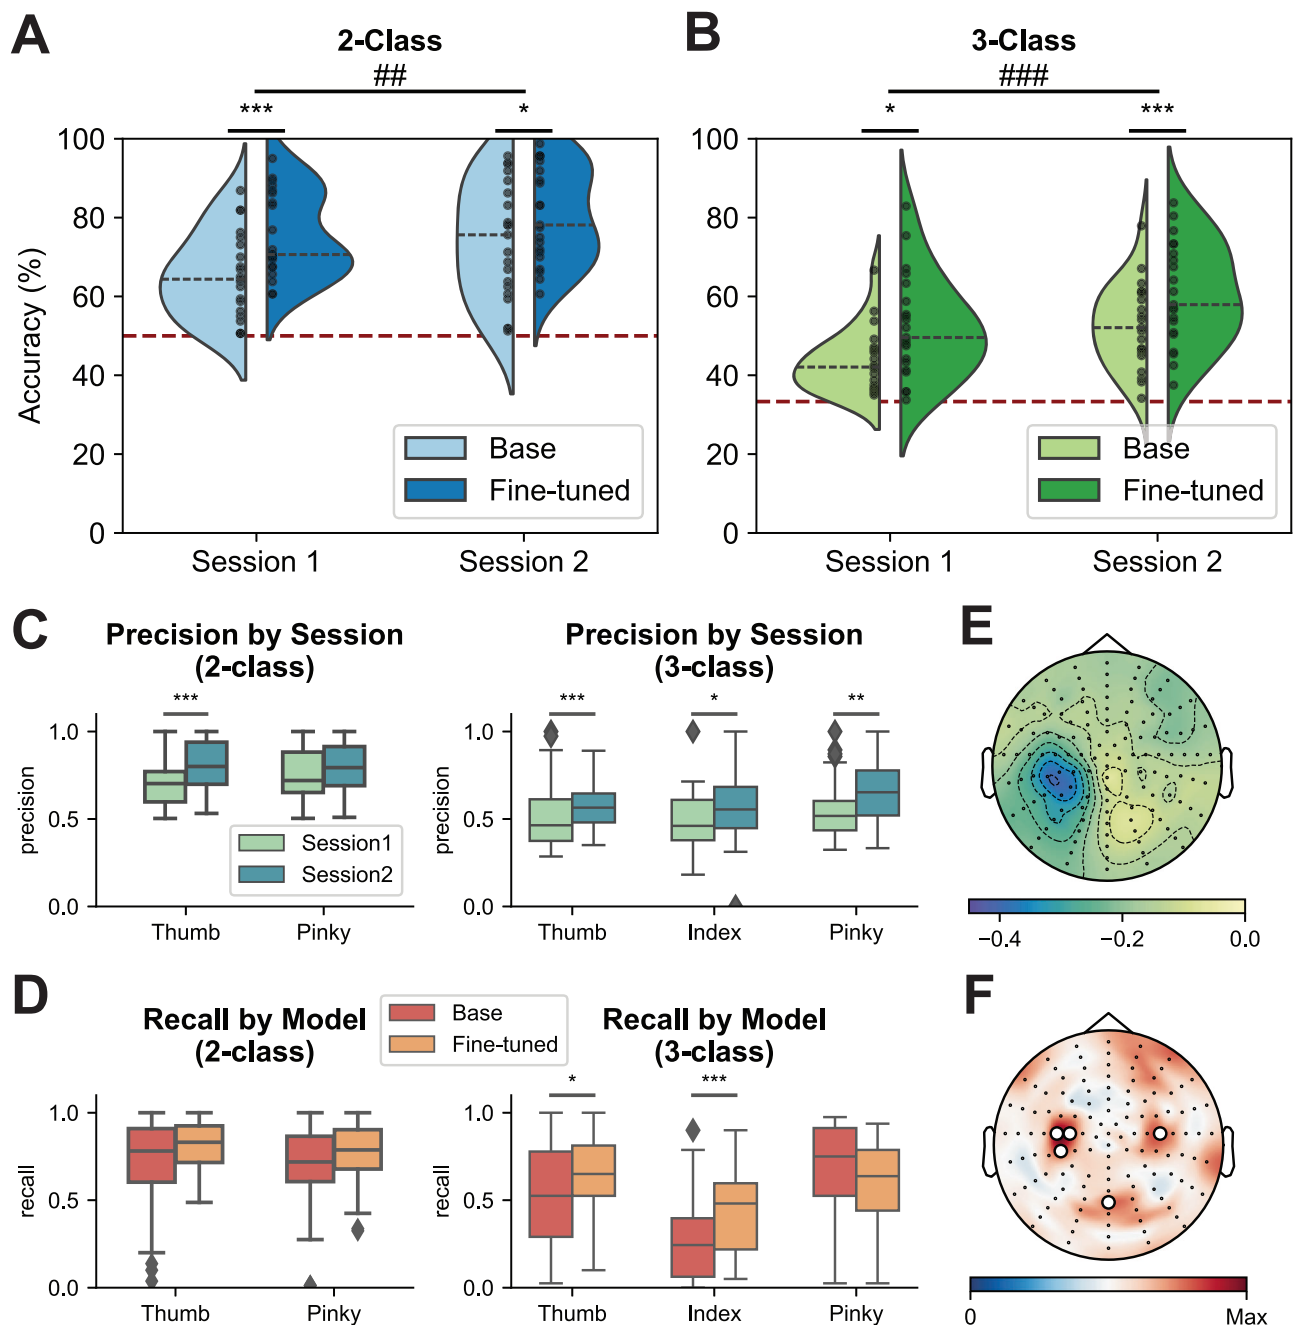 A
2-Class
##
***
*
Accuracy (%)
100
80
60
40
20
0
Base
Fine-tuned
Session 1
Session 2
B
3-Class
###
*
***
100
80
60
40
20
0
Base
Fine-tuned
Session 1
Session 2
C
Precision by Session
(2-class)
***
precision
1.0
0.5
0.0
Session1
Session2
Thumb
Pinky
Precision by Session
(3-class)
***
*
**
precision
1.0
0.5
0.0
Thumb
Index
Pinky
E
−0.4
−0.2
0.0
D
Recall by Model
(2-class)
Base
Fine-tuned
recall
1.0
0.5
0.0
Thumb
Pinky
Recall by Model
(3-class)
*
***
recall
1.0
0.5
0.0
Thumb
Index
Pinky
F
0
Max